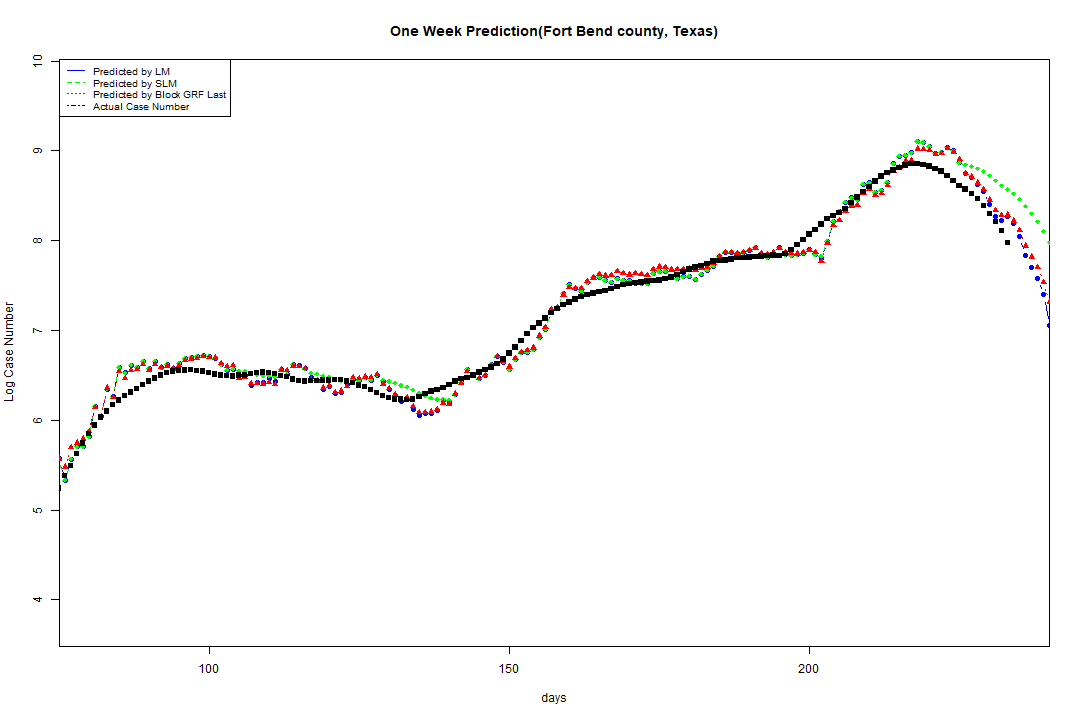 One Week Prediction(Fort Bend county, Texas)
Predicted by LM
Predicted by SLM
Predicted by Block GRF Last
Actual Case Number
10
9
8
7
6
5
4
Log Case Number
100 150 200
days